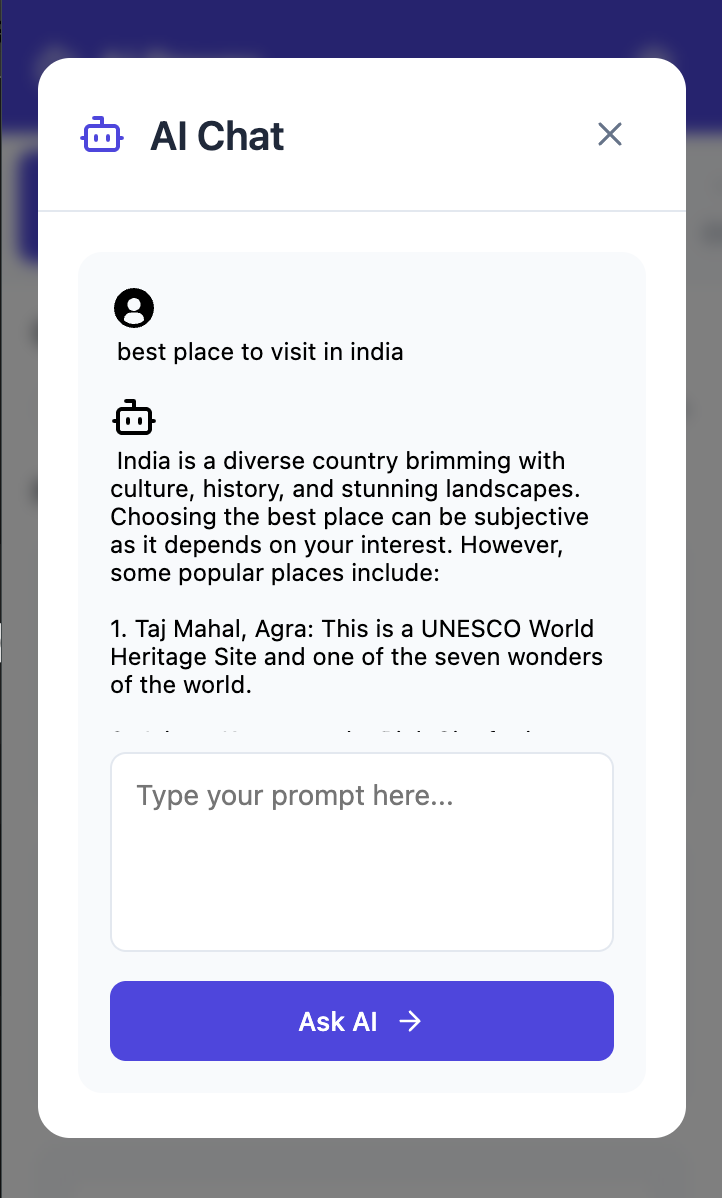 AI Chat
best place to visit in india
India is a diverse country brimming with
culture, history, and stunning landscapes.
Choosing the best place can be subjective
as it depends on your interest. However,
some popular places include:
1. Taj Mahal, Agra: This is a UNESCO World
Heritage Site and one of the seven wonders
of the world.
Type your prompt here...
Ask AI